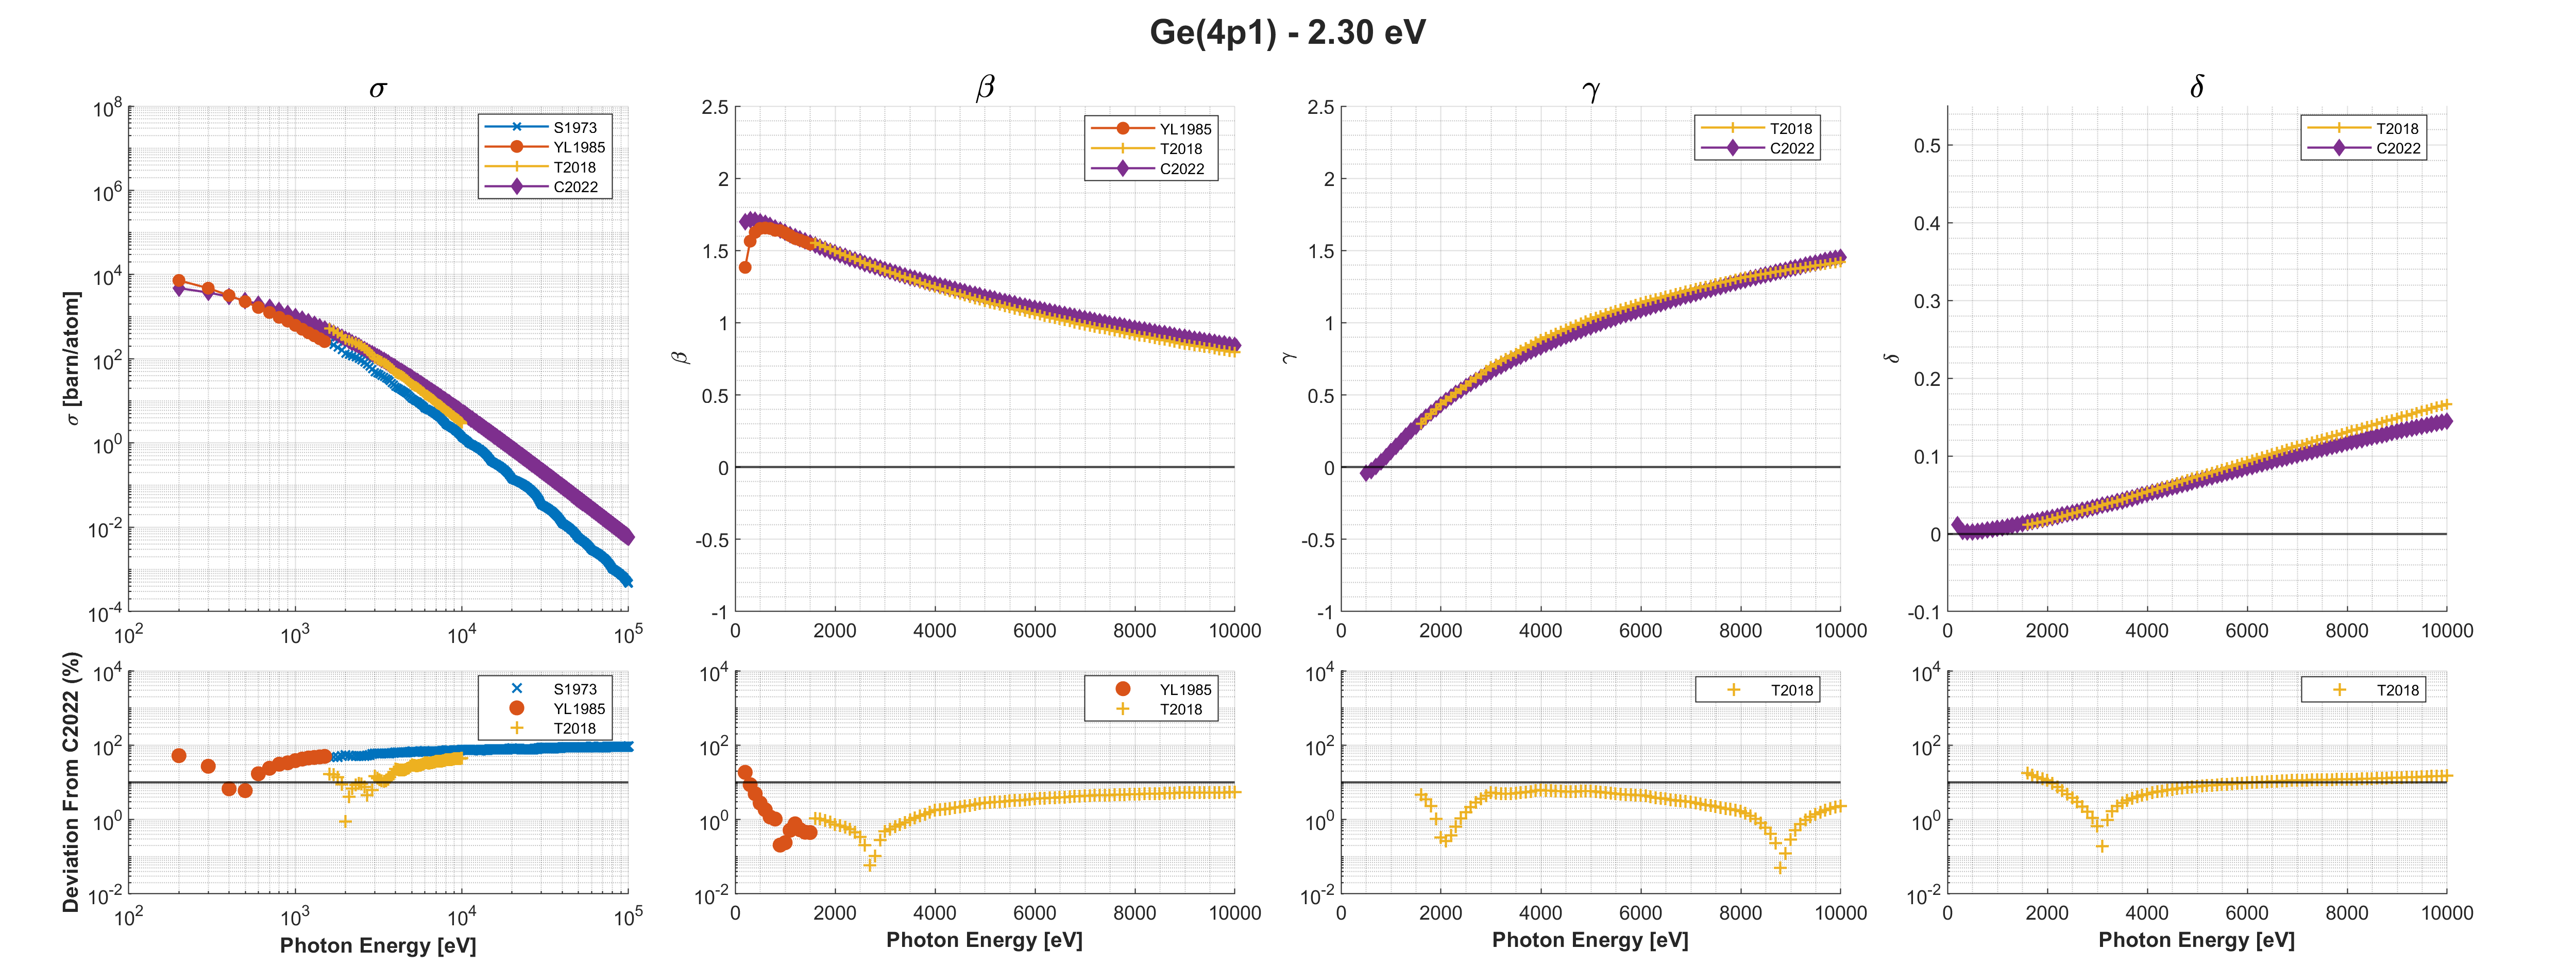 Ge(4p1) - 2.30 eV
σ
σ [barn/atom]
10^8
10^6
10^4
10^2
10^0
10^-2
10^-4
10^2
10^3
10^4
10^5
S1973
YL1985
T2018
C2022
β
β
2.5
2
1.5
1
0.5
0
-0.5
-1
0
2000
4000
6000
8000
10000
YL1985
T2018
C2022
γ
γ
2.5
2
1.5
1
0.5
0
-0.5
-1
0
2000
4000
6000
8000
10000
T2018
C2022
δ
δ
0.5
0.4
0.3
0.2
0.1
0
-0.1
0
2000
4000
6000
8000
10000
T2018
C2022
Deviation From C2022 (%)
10^4
10^2
10^0
10^-2
10^2
10^3
10^4
10^5
Photon Energy [eV]
S1973
YL1985
T2018
10^4
10^2
10^0
10^-2
0
2000
4000
6000
8000
10000
Photon Energy [eV]
YL1985
T2018
10^4
10^2
10^0
10^-2
0
2000
4000
6000
8000
10000
Photon Energy [eV]
T2018
10^4
10^2
10^0
10^-2
0
2000
4000
6000
8000
10000
Photon Energy [eV]
T2018